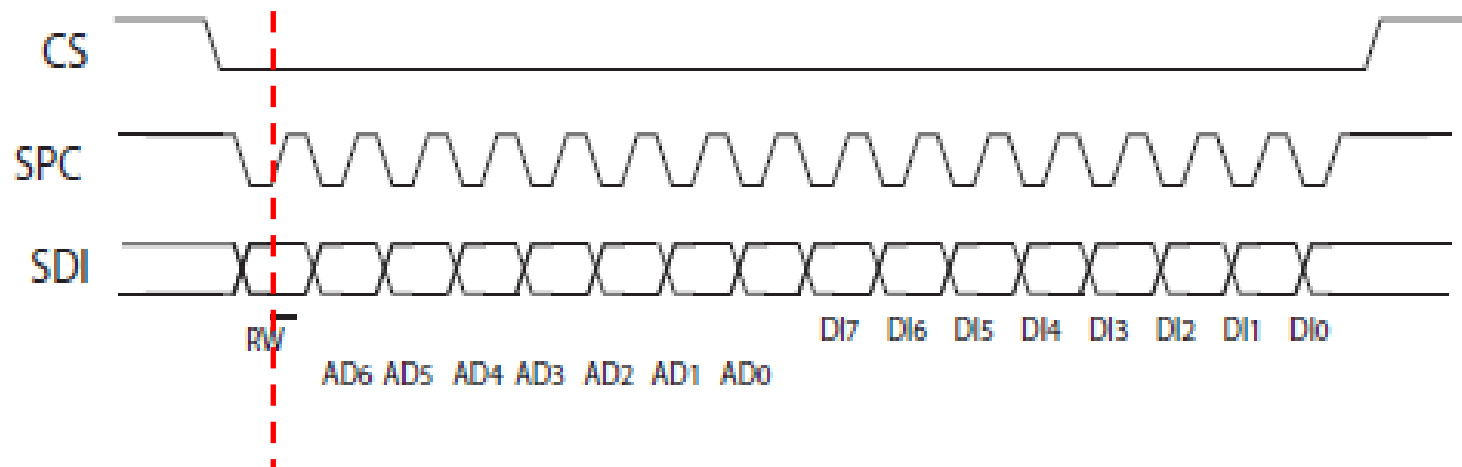 CS
SPC
SDI
RW
DI7 DI6 DI5 DI4 DI3 DI2 DI1 DI0
AD6 AD5 AD4 AD3 AD2 AD1 AD0